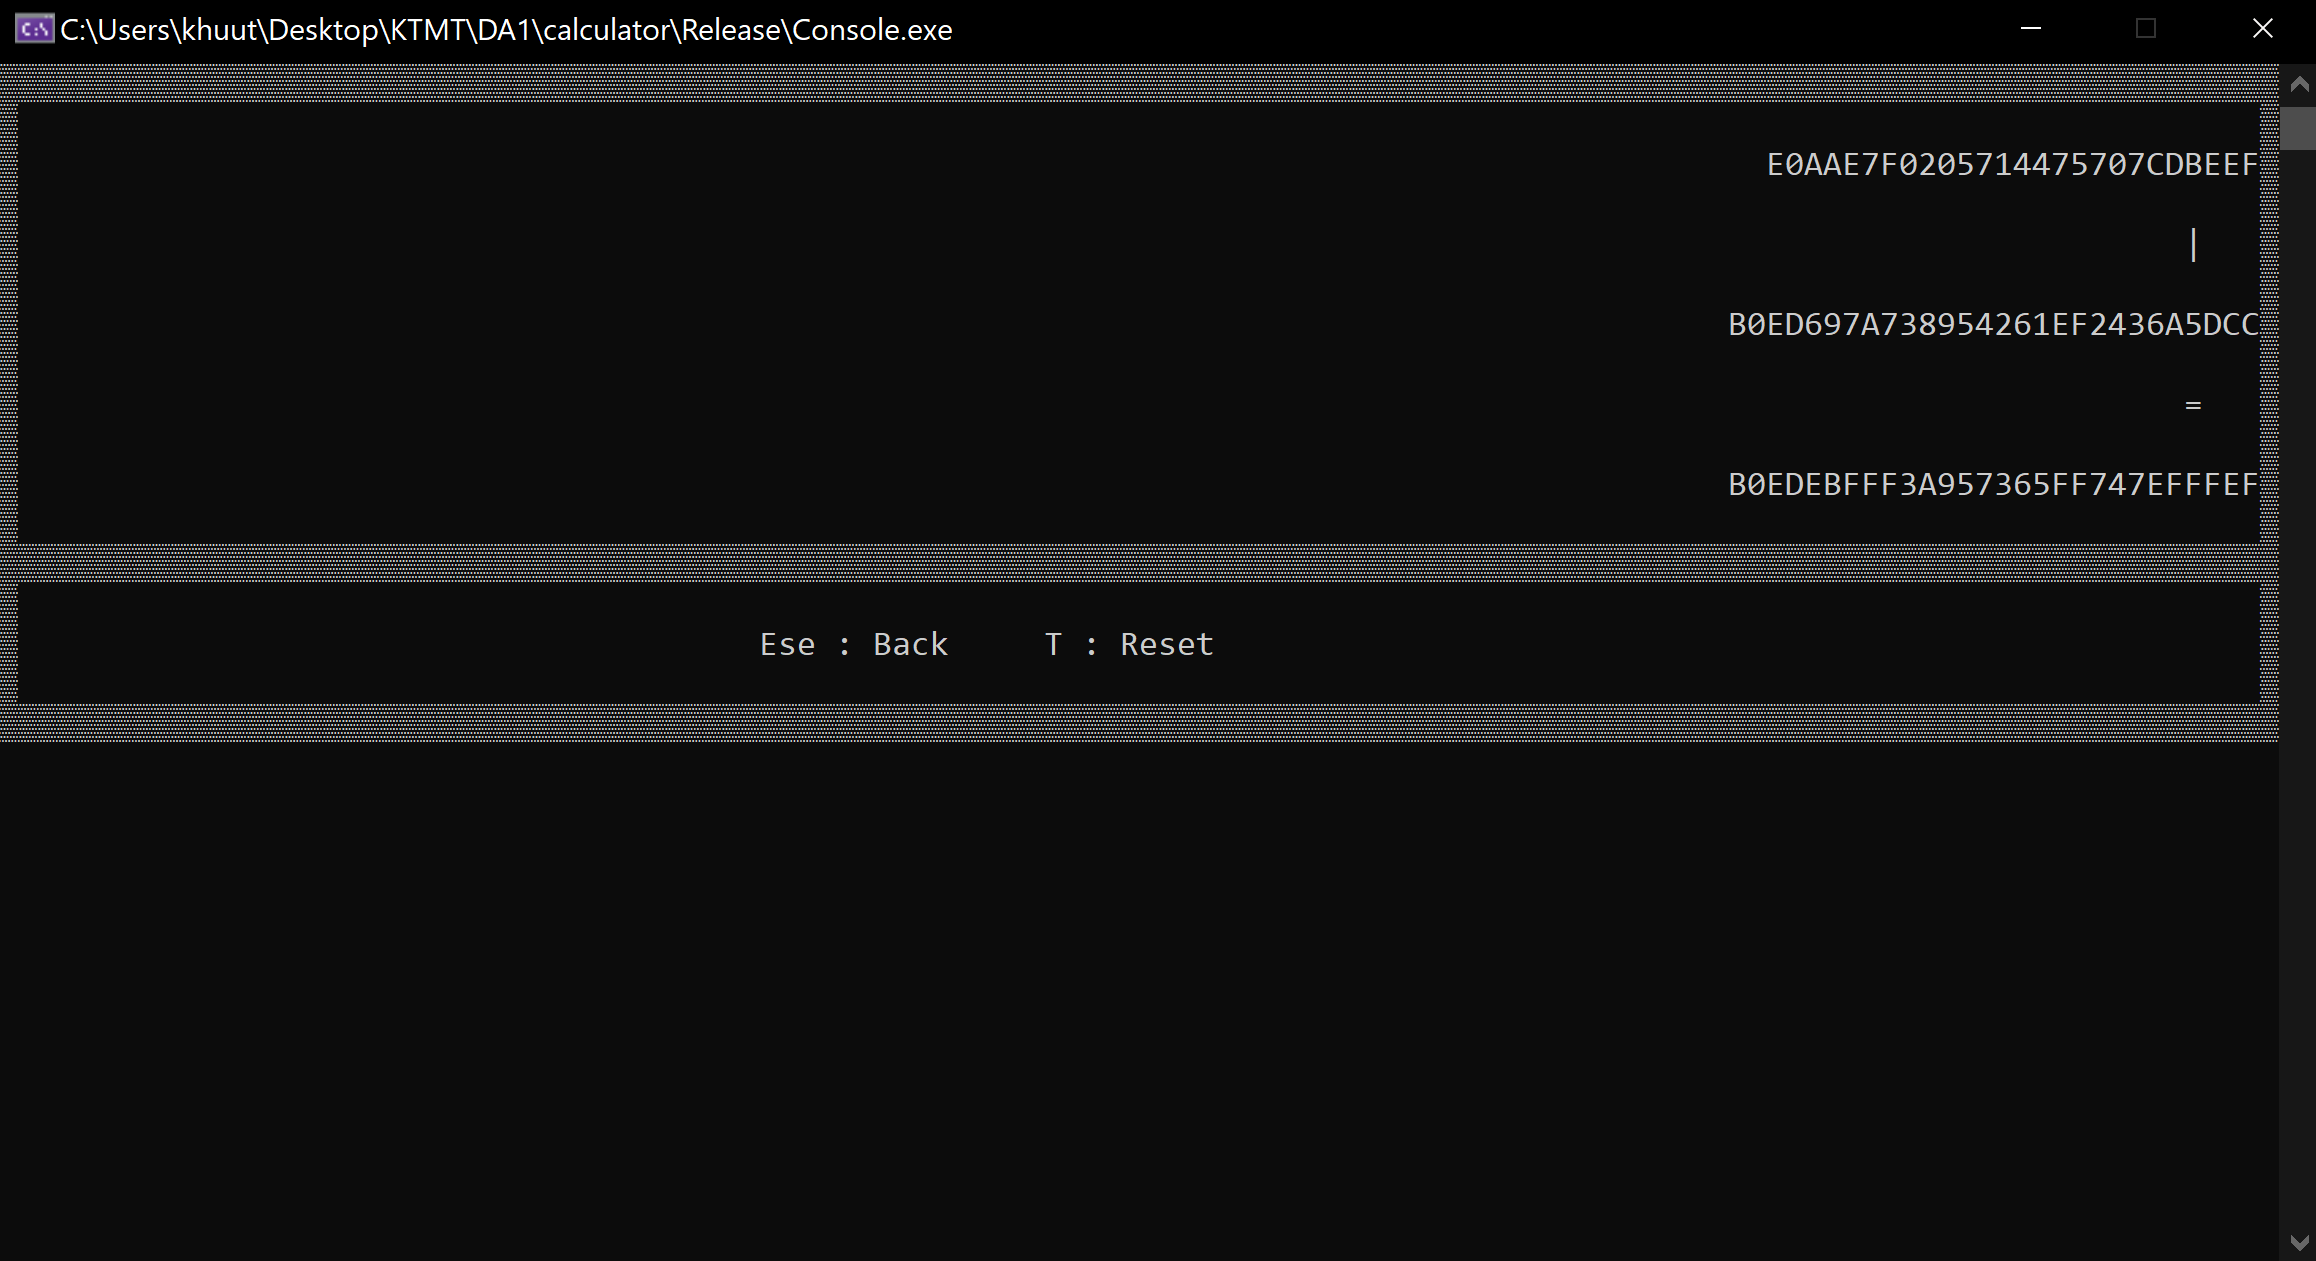 C:\Users\khuut\Desktop\KTMT\DA1\calculator\Release\Console.exe
E0AAE7F0205714475707CDBEEF
|
B0ED697A738954261EF2436A5DCC
=
B0EDEBFFF3A957365FF747EFFFEF
Ese : Back     T : Reset